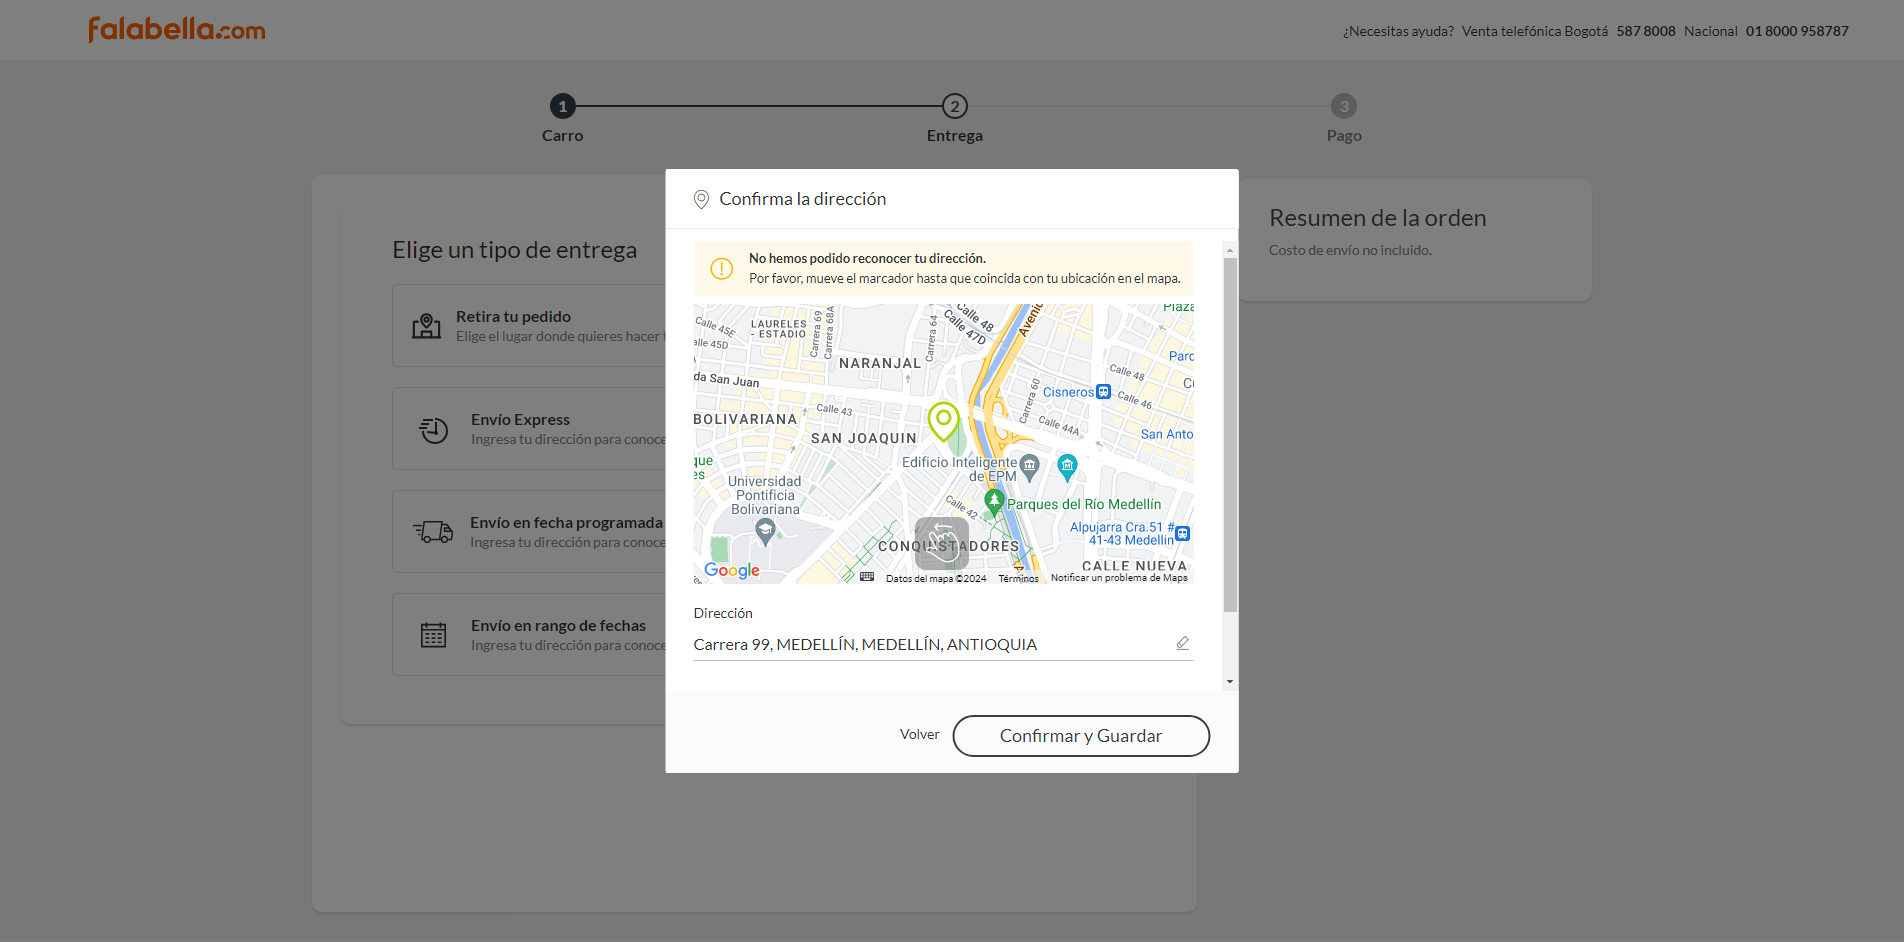 falabella.com
¿Necesitas ayuda? Venta telefónica Bogotá 587 8008 Nacional 01 8000 958787
1
2
3
Carro
Entrega
Pago
Elige un tipo de entrega
Retira tu pedido
Elige el lugar donde quieres hacer
Envío Express
Ingresa tu dirección para conoce
Envío en fecha programada
Ingresa tu dirección para conoce
Envío en rango de fechas
Ingresa tu dirección para conoce
Confirma la dirección
No hemos podido reconocer tu dirección.
Por favor, mueve el marcador hasta que coincida con tu ubicación en el mapa.
Calle 45E
LAURELES
- ESTADIO
Carrera 69
Carrera 68A
Carrera 64
Calle 48
Calle 47D
Aveni
Plaza
alle 45D
NARANJAL
Parq
da San Juan
Carrera 60
Cisneros
Calle 48
C
Calle 46
BOLIVARIANA
Calle 43
SAN JOAQUIN
Calle 44A
San Anto
que
es
Edificio Inteligente
de EPM
Universidad
Pontificia
Bolivariana
Calle 42
Parques del Río Medellín
Alpujarra Cra.51 #
41-43 Medellin
CONQUISTADORES
CALLE NUEVA
Google
Datos del mapa ©2024
Términos
Notificar un problema de Maps
Dirección
Carrera 99, MEDELLÍN, MEDELLÍN, ANTIOQUIA
Volver
Confirmar y Guardar
Resumen de la orden
Costo de envío no incluido.